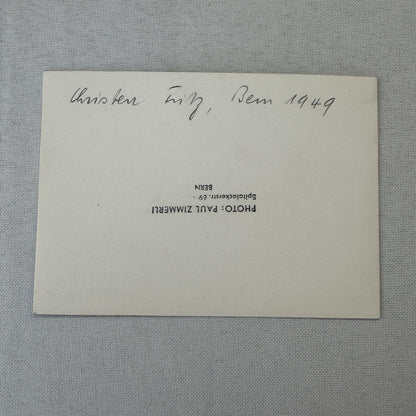 Christen Fritz, Bern 1949
PHOTO: PAUL ZIMMERLI
Spitalackerstr. 69 -
BERN